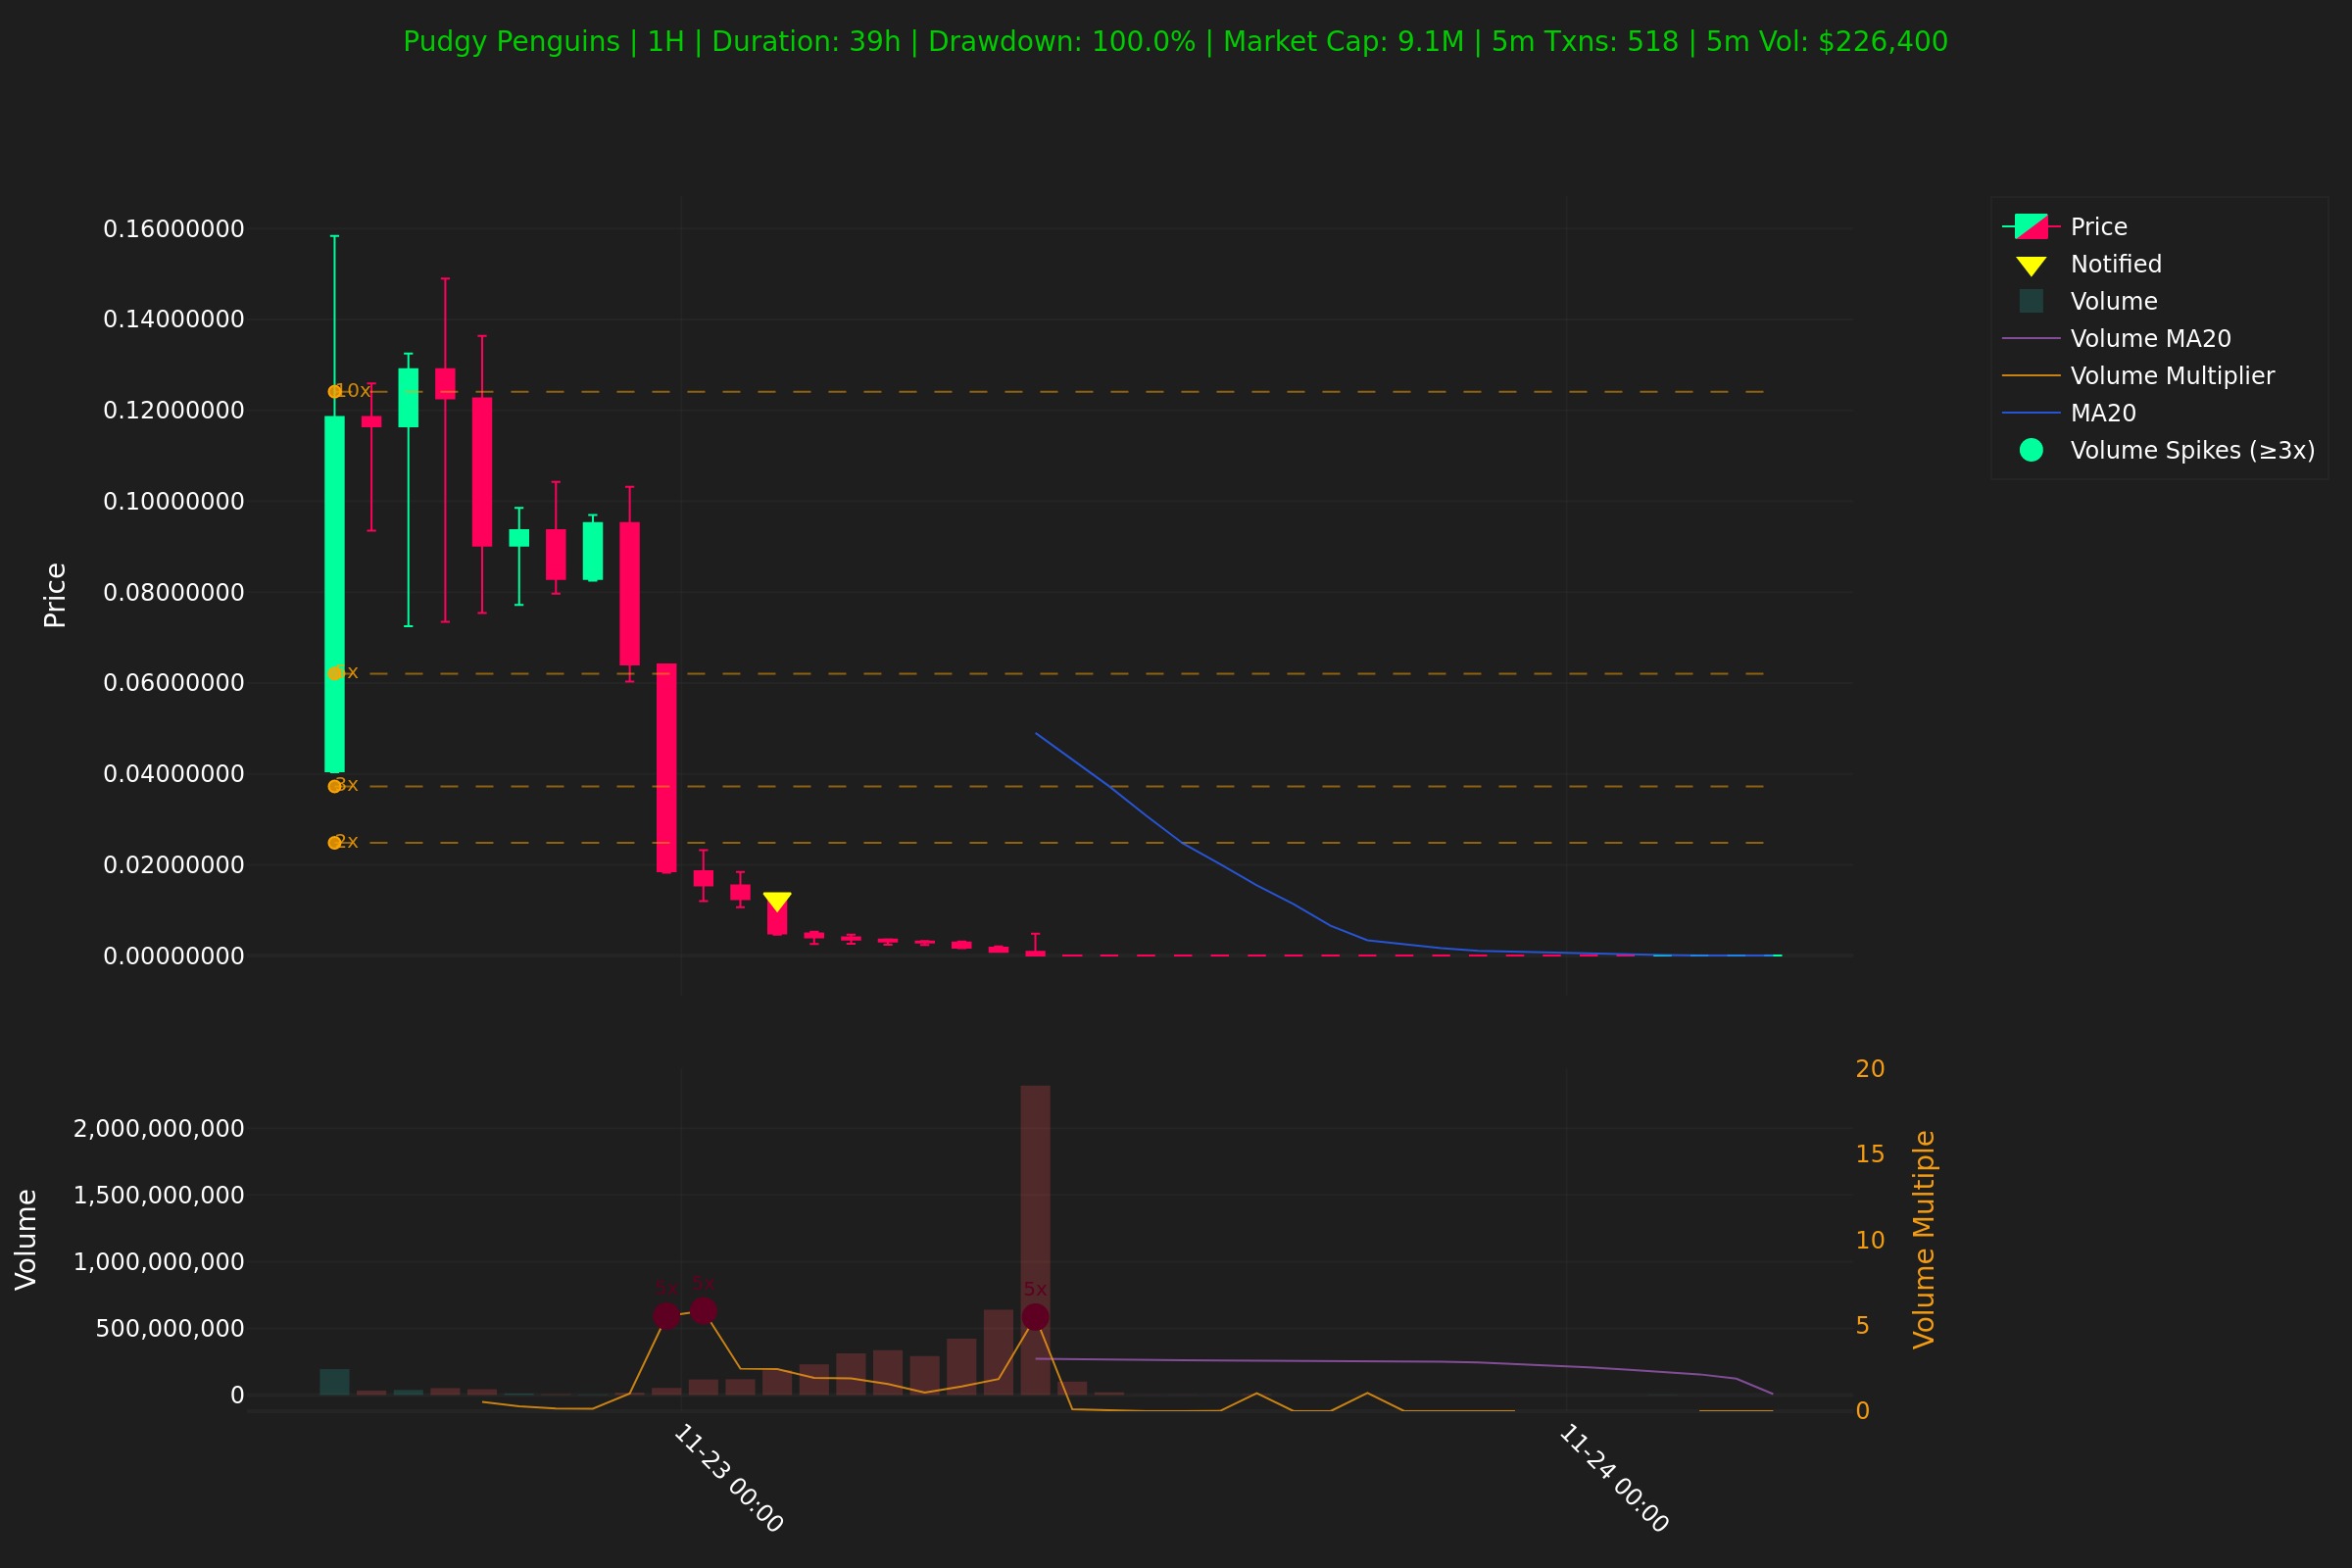 Pudgy Penguins | 1H | Duration: 39h | Drawdown: 100.0% | Market Cap: 9.1M | 5m Txns: 518 | 5m Vol: $226,400
Price
0.16000000
0.14000000
0.12000000
0.10000000
0.08000000
0.06000000
0.04000000
0.02000000
0.00000000
10x
5x
3x
2x
Price
Notified
Volume
Volume MA20
Volume Multiplier
MA20
Volume Spikes (≥3x)
Volume
2,000,000,000
1,500,000,000
1,000,000,000
500,000,000
0
5x
5x
5x
20
15
10
5
0
Volume Multiple
11-23 00:00
11-24 00:00